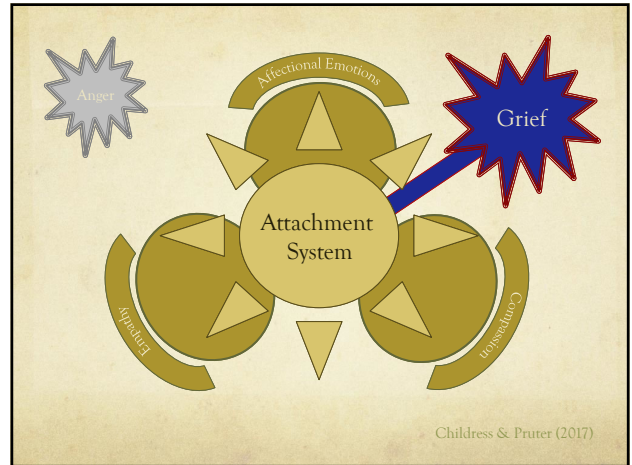 Affectional Emotions
Anger
Grief
Attachment
System
Empathy
Compassion
Childress & Pruter (2017)